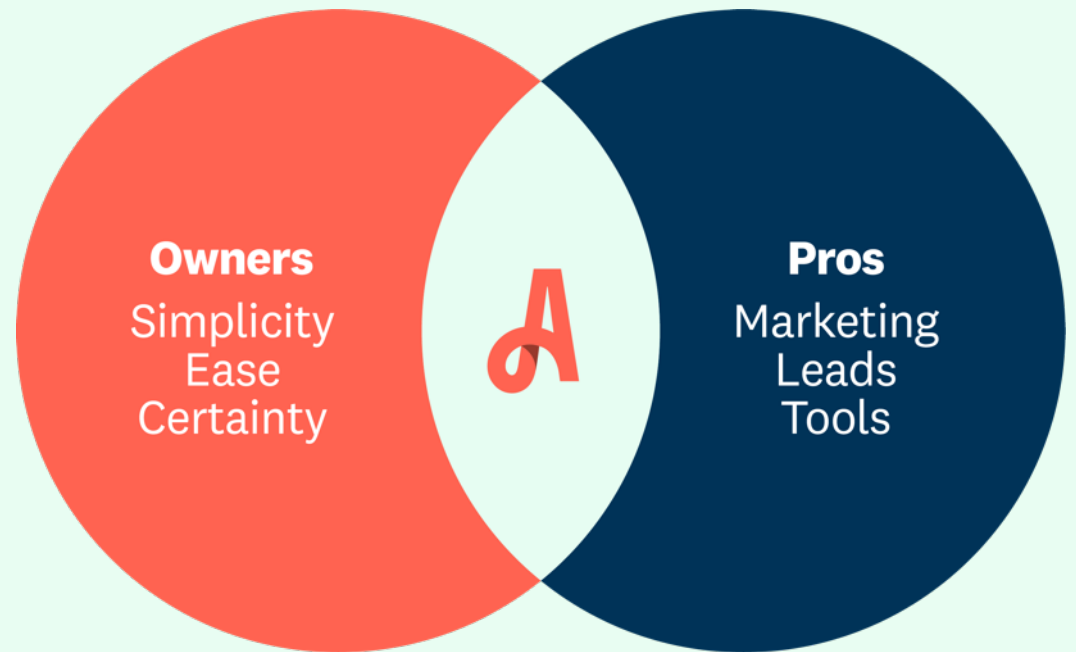 Owners
Simplicity
Ease
Certainty
A
Pros
Marketing
Leads
Tools